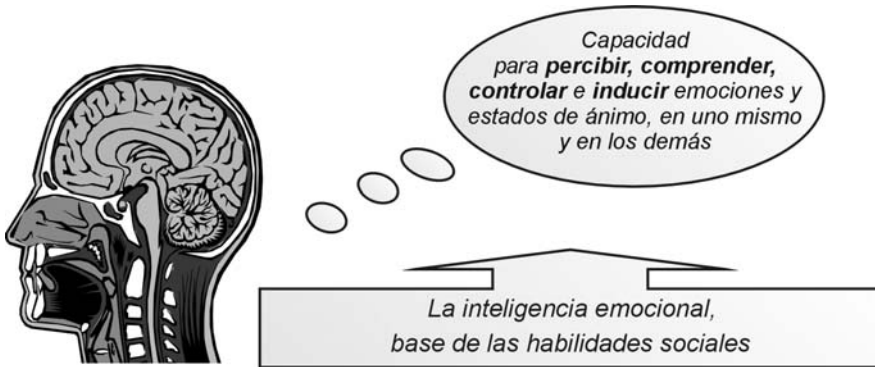 Capacidad
para percibir, comprender,
controlar e inducir emociones y
estados de ánimo, en uno mismo
y en los demás
La inteligencia emocional,
base de las habilidades sociales